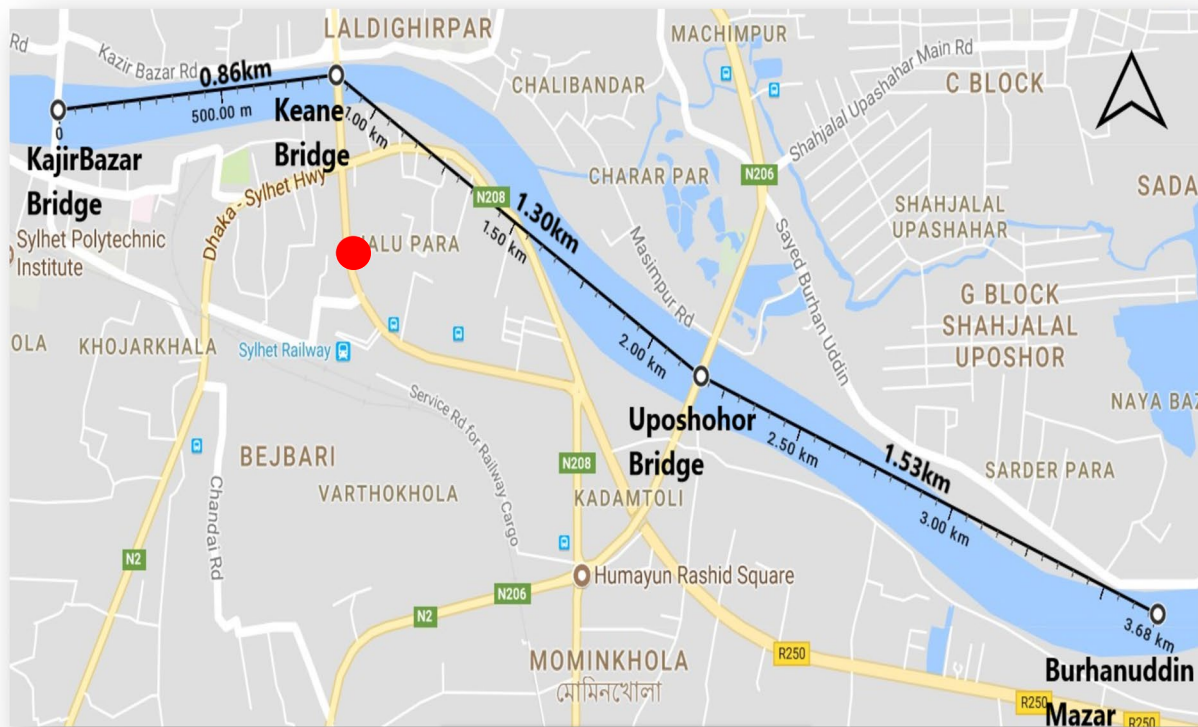 LALDIGHIRPAR
MACHIMPUR
Rd
Kazir Bazar Rd
0.86km
500.00 m
0
KajirBazar
Bridge
Keane
Bridge
1.00 km
CHALIBANDAR
C BLOCK
Shahjalal Upashahar Main Rd
Dhaka - Sylhet Hwy
N208
CHARAR PAR
N206
SADA
Sylhet Polytechnic
Institute
JALU PARA
1.50 km
1.30km
SHAHJALAL
UPASHAHAR
Masimpur Rd
Sayed Burhan Uddin
G BLOCK
SHAHJALAL
UPOSHOR
OLA
KHOJARKHALA
Sylhet Railway
2.00 km
Service Rd for Railway Cargo
NAYA BAZ
Uposhohor
Bridge
2.50 km
1.53km
BEJBARI
VARTHOKHOLA
N208
KADAMTOLI
SARDER PARA
Chandai Rd
3.00 km
N2
Humayun Rashid Square
N206
N2
3.68 km
MOMINKHOLA
মোমিনখোলা
R250
Burhanuddin
Mazar
R250
R250